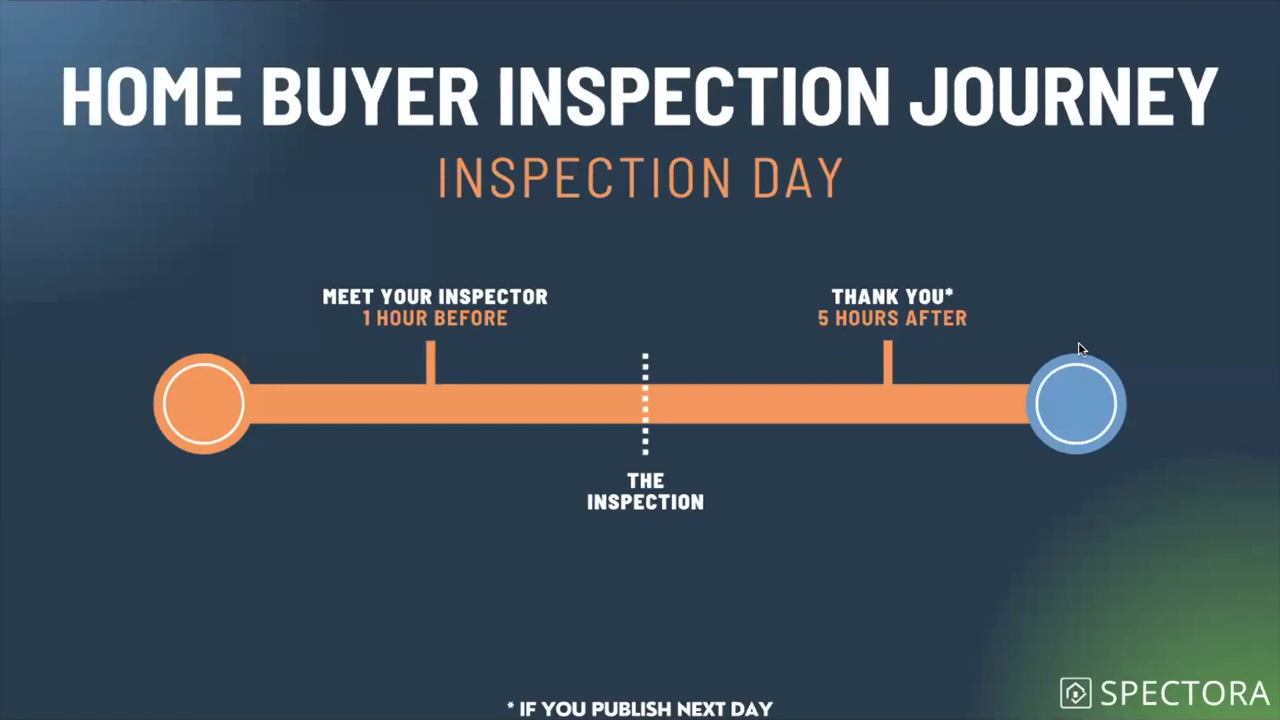 HOME BUYER INSPECTION JOURNEY
INSPECTION DAY
MEET YOUR INSPECTOR
1 HOUR BEFORE
THANK YOU*
5 HOURS AFTER
THE
INSPECTION
SPECTORA
* IF YOU PUBLISH NEXT DAY